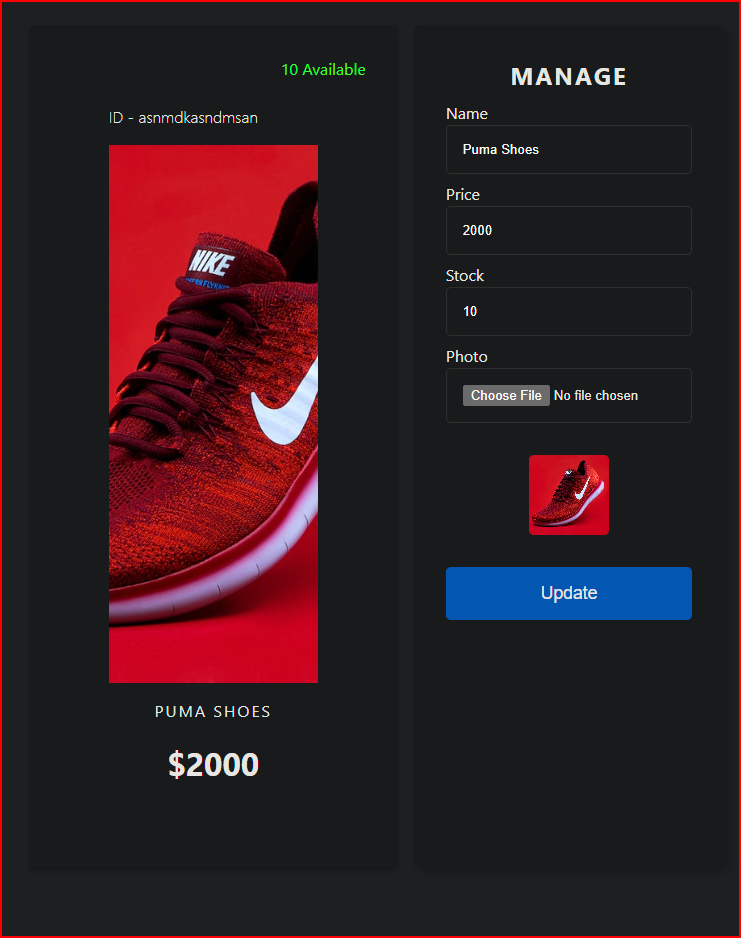 10 Available
ID - asnmdkasndmsan
NIKE
PUMA SHOES
$2000
MANAGE
Name
Puma Shoes
Price
2000
Stock
10
Photo
Choose File No file chosen
Update